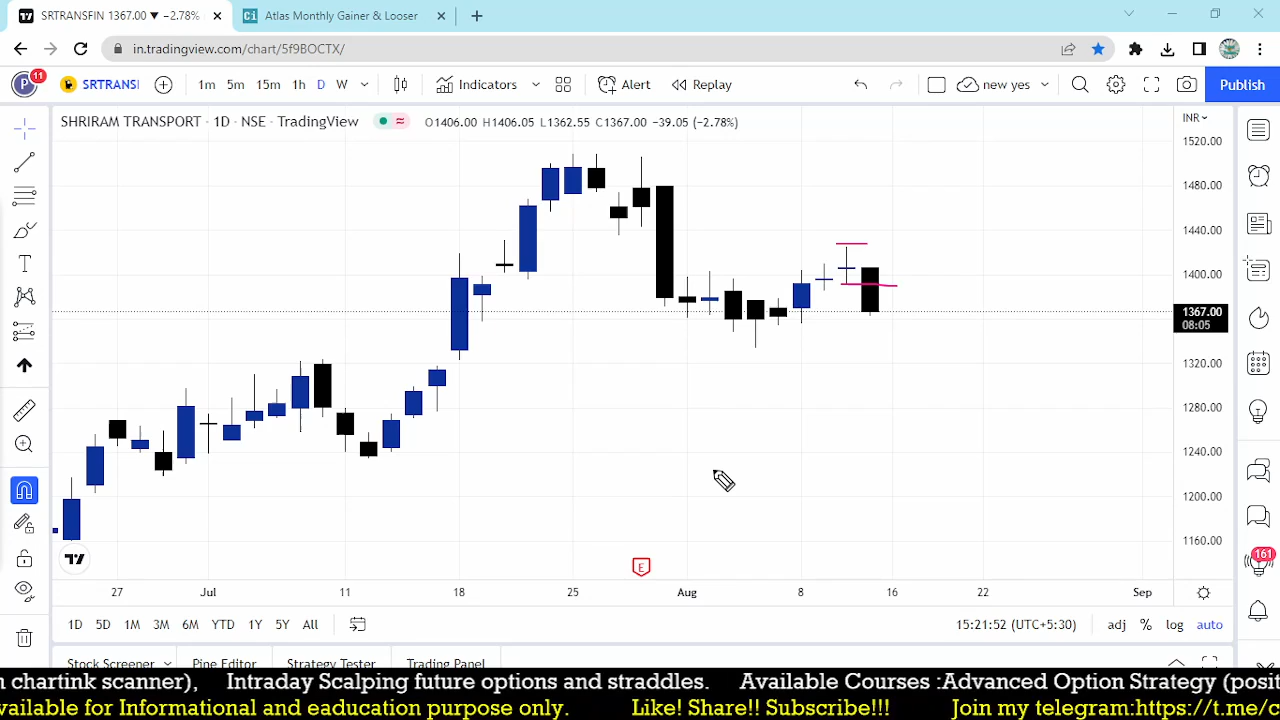 SRTRANSFIN 1367.00 ▼ −2.78%
Ci Atlas Monthly Gainer & Looser
in.tradingview.com/chart/5f9BOCTX/
P 11 SRTRANSI 1m 5m 15m 1h D W Indicators Alert Replay new yes Publish
SHRIRAM TRANSPORT · 1D · NSE · TradingView O1406.00 H1406.05 L1362.55 C1367.00 −39.05 (−2.78%)
INR
1520.00
1480.00
1440.00
1400.00
1367.00
08:05
1320.00
1280.00
1240.00
1200.00
1160.00
T
E
161
27 Jul 11 18 25 Aug 8 16 22 Sep
1D 5D 1M 3M 6M YTD 1Y 5Y All 15:21:52 (UTC+5:30) adj % log auto
Stock Screener Pine Editor Strategy Tester Trading Panel
chartink scanner), Intraday Scalping future options and straddles. Available Courses :Advanced Option Strategy (posit
vailable for Informational and eaducation purpose only. Like! Share!! Subscribe!!! Join my telegram:https://t.me/c